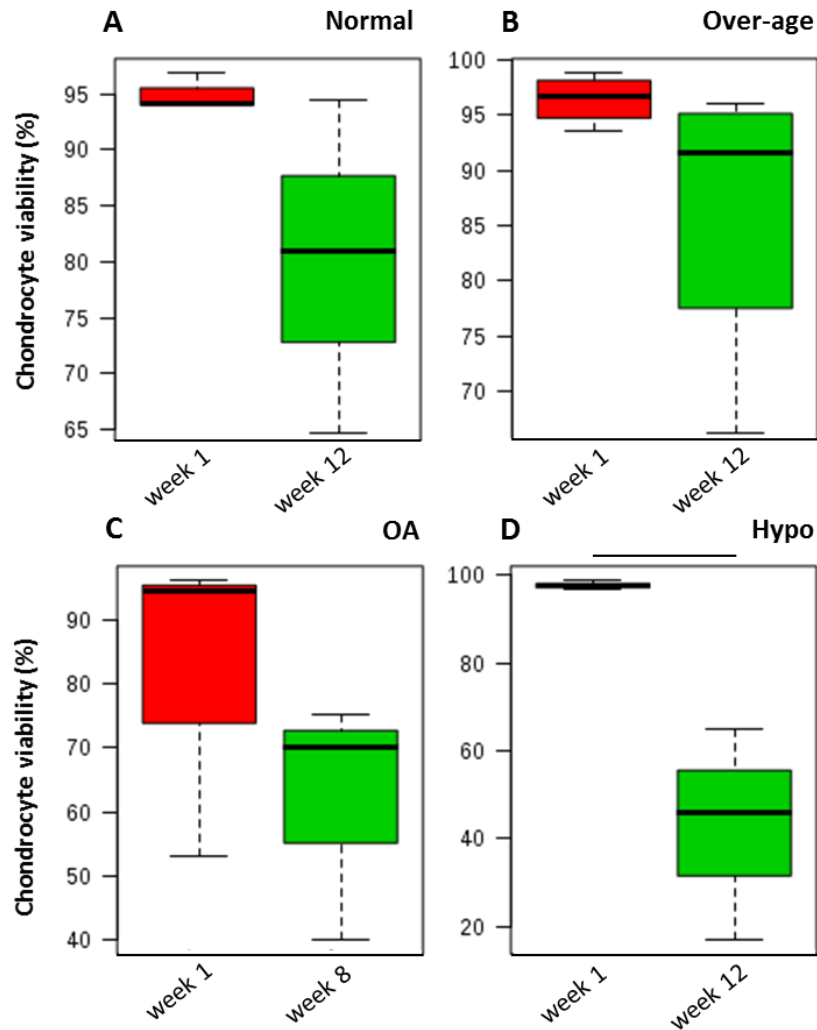 A Normal
Chondrocyte viability (%)
95
90
85
80
75
70
65
week 1
week 12
B Over-age
100
95
90
85
80
75
70
week 1
week 12
C OA
Chondrocyte viability (%)
90
80
70
60
50
40
week 1
week 8
D Hypo
100
80
60
40
20
week 1
week 12